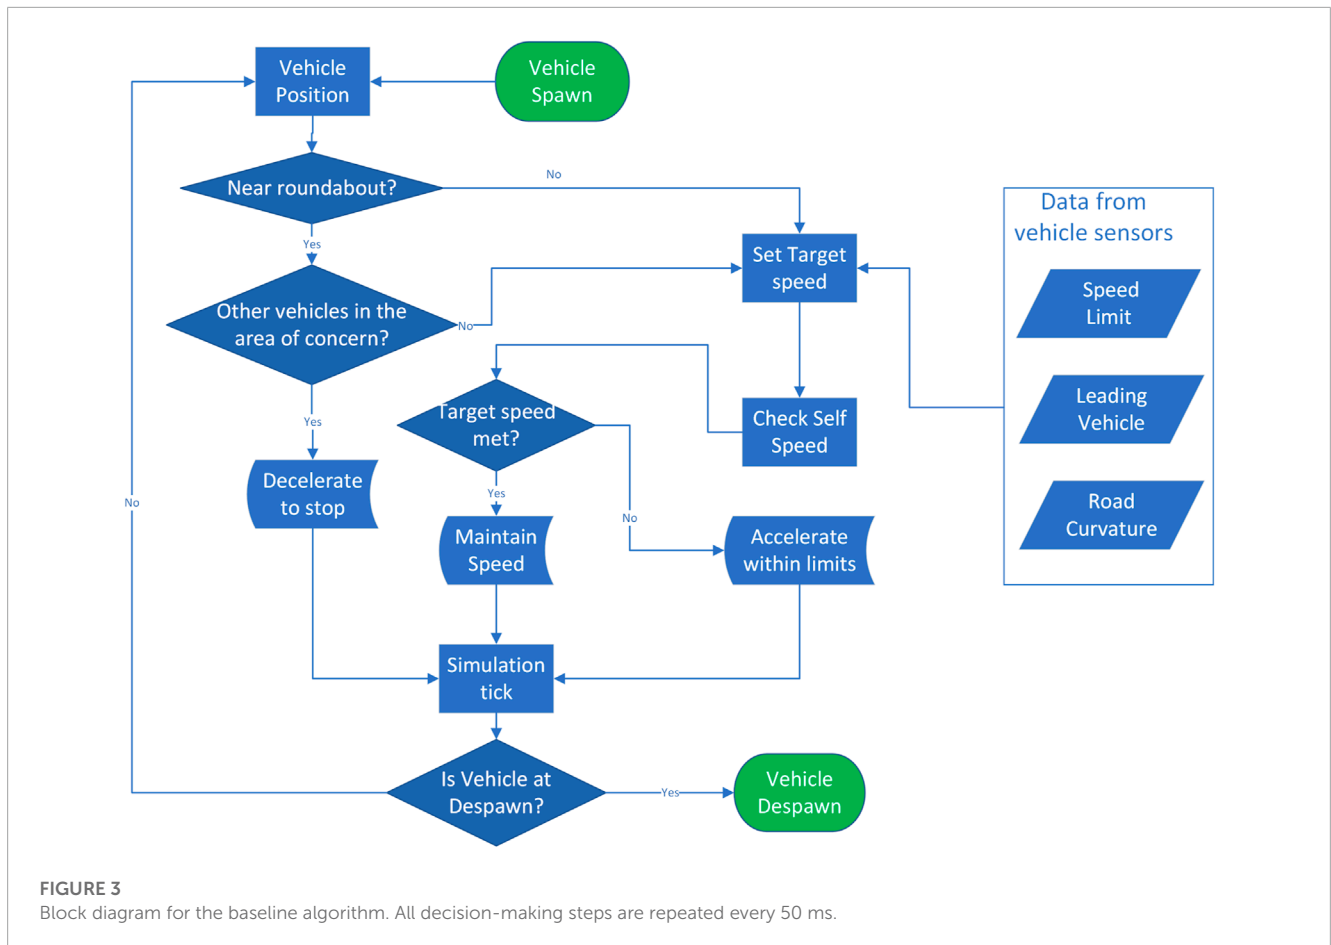 Vehicle
Position
Vehicle
Spawn
Near roundabout?
No
Yes
Data from
vehicle sensors
Set Target
speed
Speed
Limit
Other vehicles in the
area of concern?
No
Yes
Target speed
met?
Check Self
Speed
Leading
Vehicle
Decelerate
to stop
Yes
No
No
Road
Curvature
Maintain
Speed
Accelerate
within limits
Simulation
tick
Is Vehicle at
Despawn?
Yes
Vehicle
Despawn
FIGURE 3
Block diagram for the baseline algorithm. All decision-making steps are repeated every 50 ms.